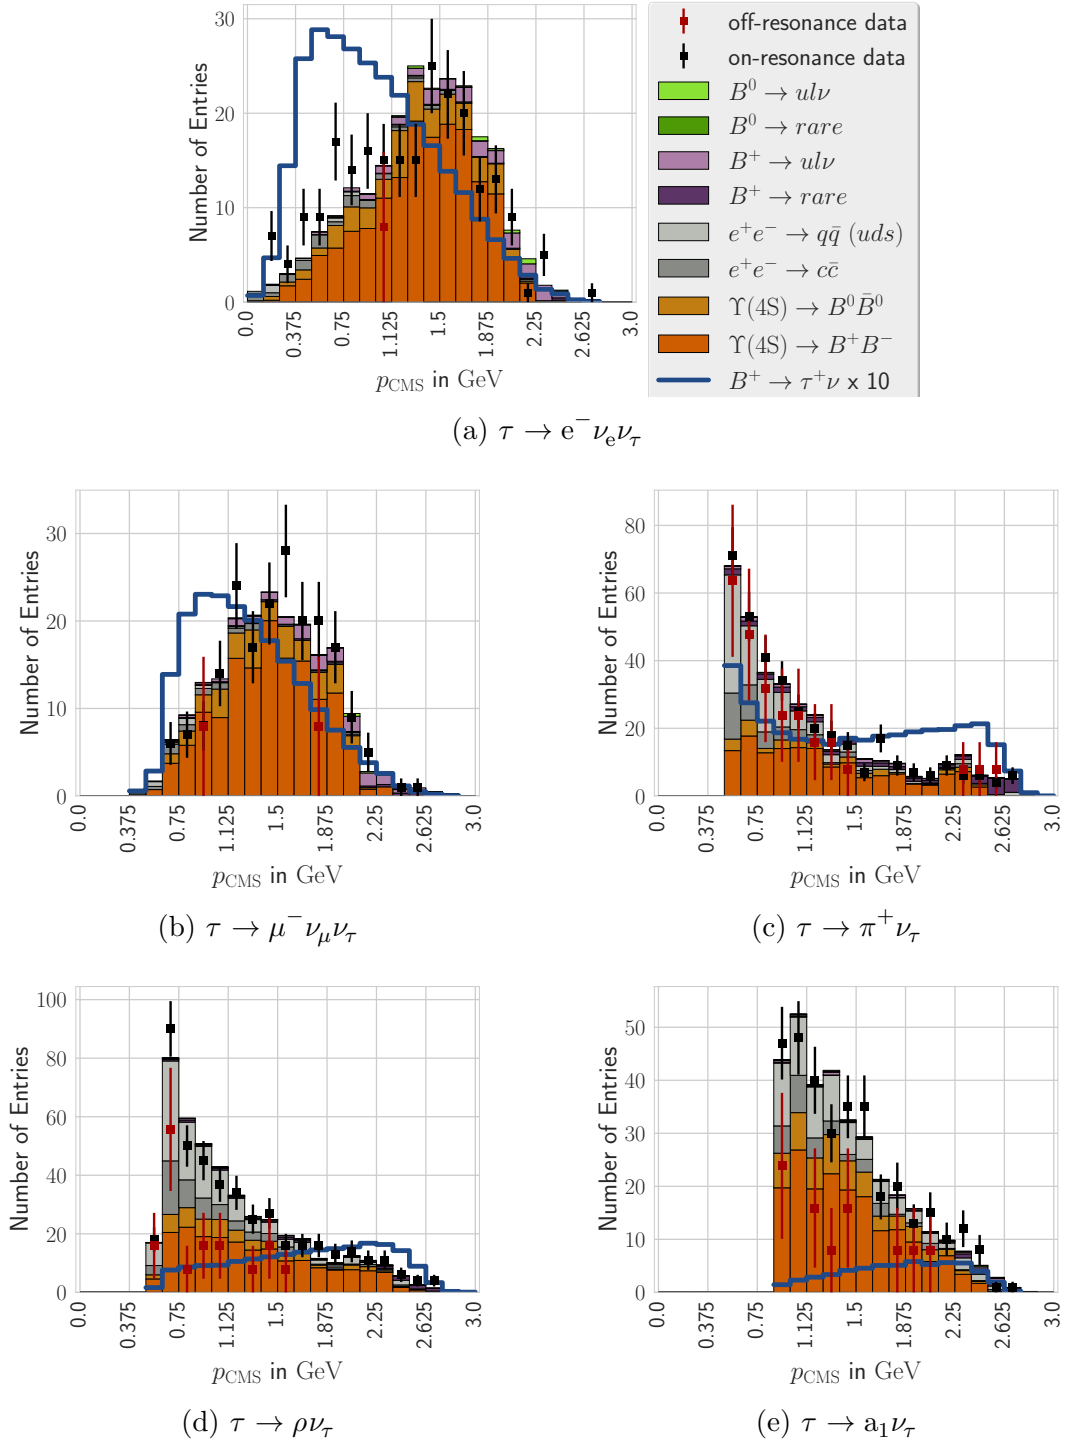 30
20
10
0
Number of Entries
0.0
0.375
0.75
1.125
1.5
1.875
2.25
2.625
3.0
p_CMS in GeV
off-resonance data
on-resonance data
B⁰ → ulν
B⁰ → rare
B⁺ → ulν
B⁺ → rare
e⁺e⁻ → qq̄ (uds)
e⁺e⁻ → cc̄
ϒ(4S) → B⁰B̄⁰
ϒ(4S) → B⁺B⁻
B⁺ → τ⁺ν x 10
(a) τ → e⁻ν_eν_τ
30
20
10
0
Number of Entries
0.0
0.375
0.75
1.125
1.5
1.875
2.25
2.625
3.0
p_CMS in GeV
(b) τ → μ⁻ν_μν_τ
80
60
40
20
0
Number of Entries
0.0
0.375
0.75
1.125
1.5
1.875
2.25
2.625
3.0
p_CMS in GeV
(c) τ → π⁺ν_τ
100
80
60
40
20
0
Number of Entries
0.0
0.375
0.75
1.125
1.5
1.875
2.25
2.625
3.0
p_CMS in GeV
(d) τ → ρν_τ
50
40
30
20
10
0
Number of Entries
0.0
0.375
0.75
1.125
1.5
1.875
2.25
2.625
3.0
p_CMS in GeV
(e) τ → a₁ν_τ